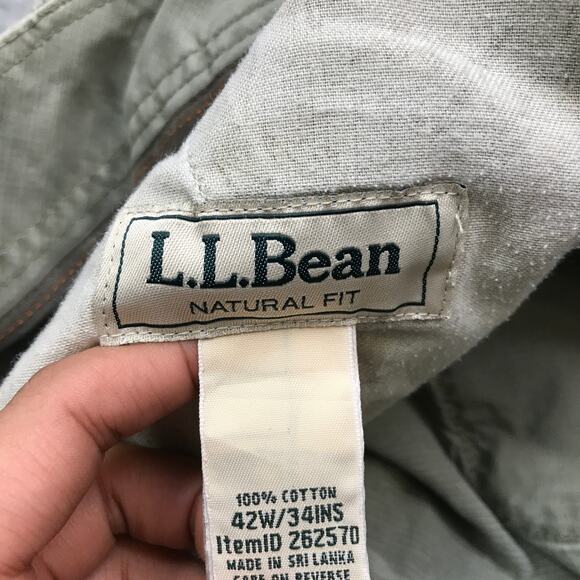 L.L.Bean
NATURAL FIT
100% COTTON
42W/34INS
ItemID 262570
MADE IN SRI LANKA
CARE ON REVERSE